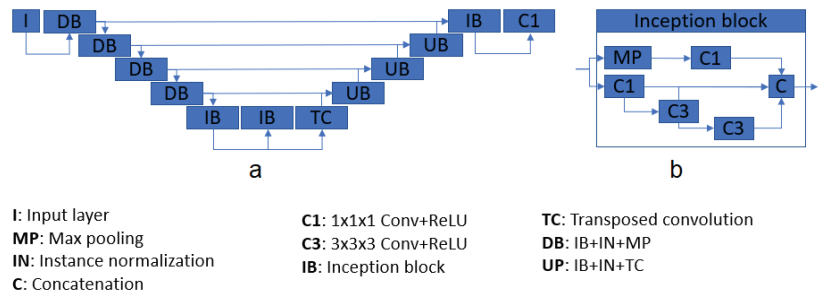 I DB IB C1
DB UB
DB UB
DB UB
IB IB TC
a
Inception block
MP C1
C1 C
C3
C3
b
I: Input layer
MP: Max pooling
IN: Instance normalization
C: Concatenation
C1: 1x1x1 Conv+ReLU
C3: 3x3x3 Conv+ReLU
IB: Inception block
TC: Transposed convolution
DB: IB+IN+MP
UP: IB+IN+TC